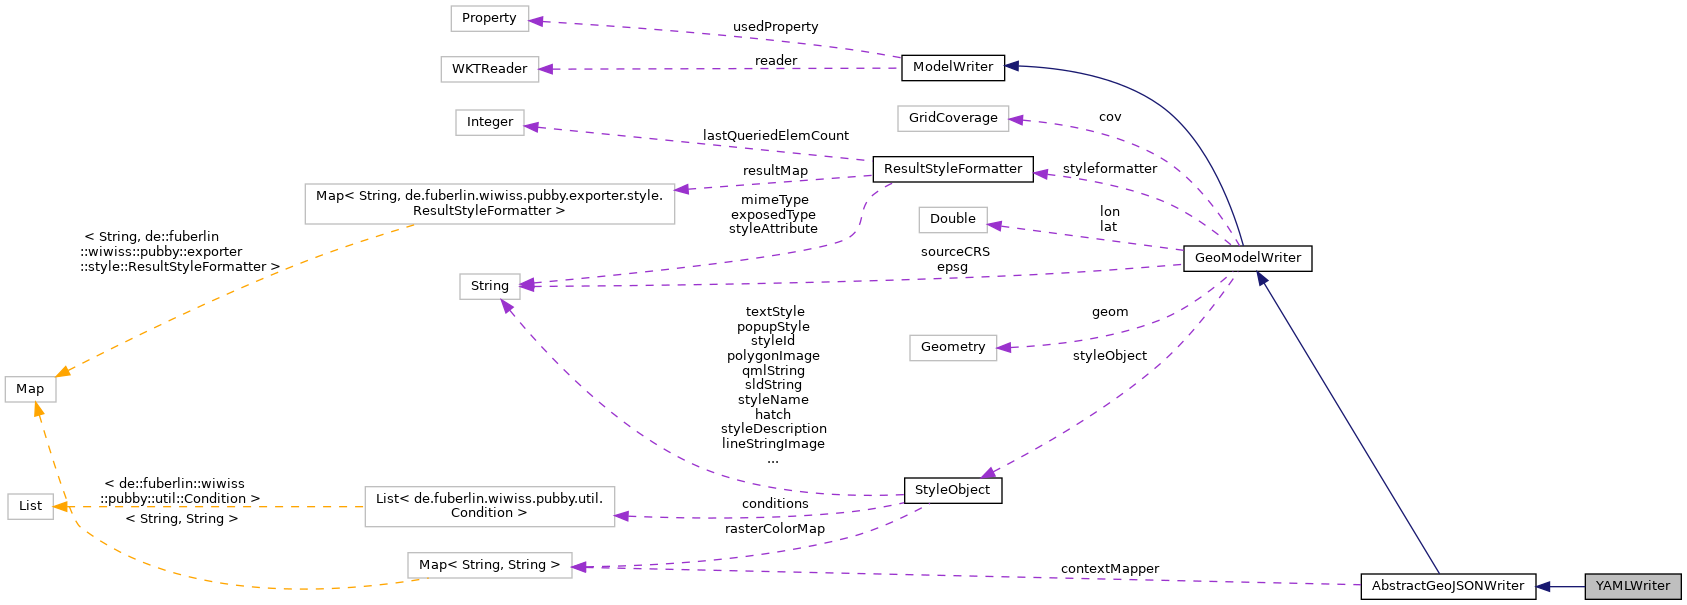 Property
usedProperty
ModelWriter
WKTReader
reader
GridCoverage
cov
Integer
lastQueriedElemCount
ResultStyleFormatter
styleformatter
resultMap
Map< String, de.fuberlin.wiwiss.pubby.exporter.style.
ResultStyleFormatter >
mimeType
exposedType
styleAttribute
Double
lon
lat
< String, de::fuberlin
::wiwiss::pubby::exporter
::style::ResultStyleFormatter >
sourceCRS
epsg
GeoModelWriter
String
textStyle
popupStyle
styleId
polygonImage
qmlString
sldString
styleName
hatch
styleDescription
lineStringImage
...
geom
Geometry
styleObject
Map
< de::fuberlin::wiwiss
::pubby::util::Condition >
List
List< de.fuberlin.wiwiss.pubby.util.
Condition >
conditions
StyleObject
< String, String >
rasterColorMap
Map< String, String >
contextMapper
AbstractGeoJSONWriter
YAMLWriter